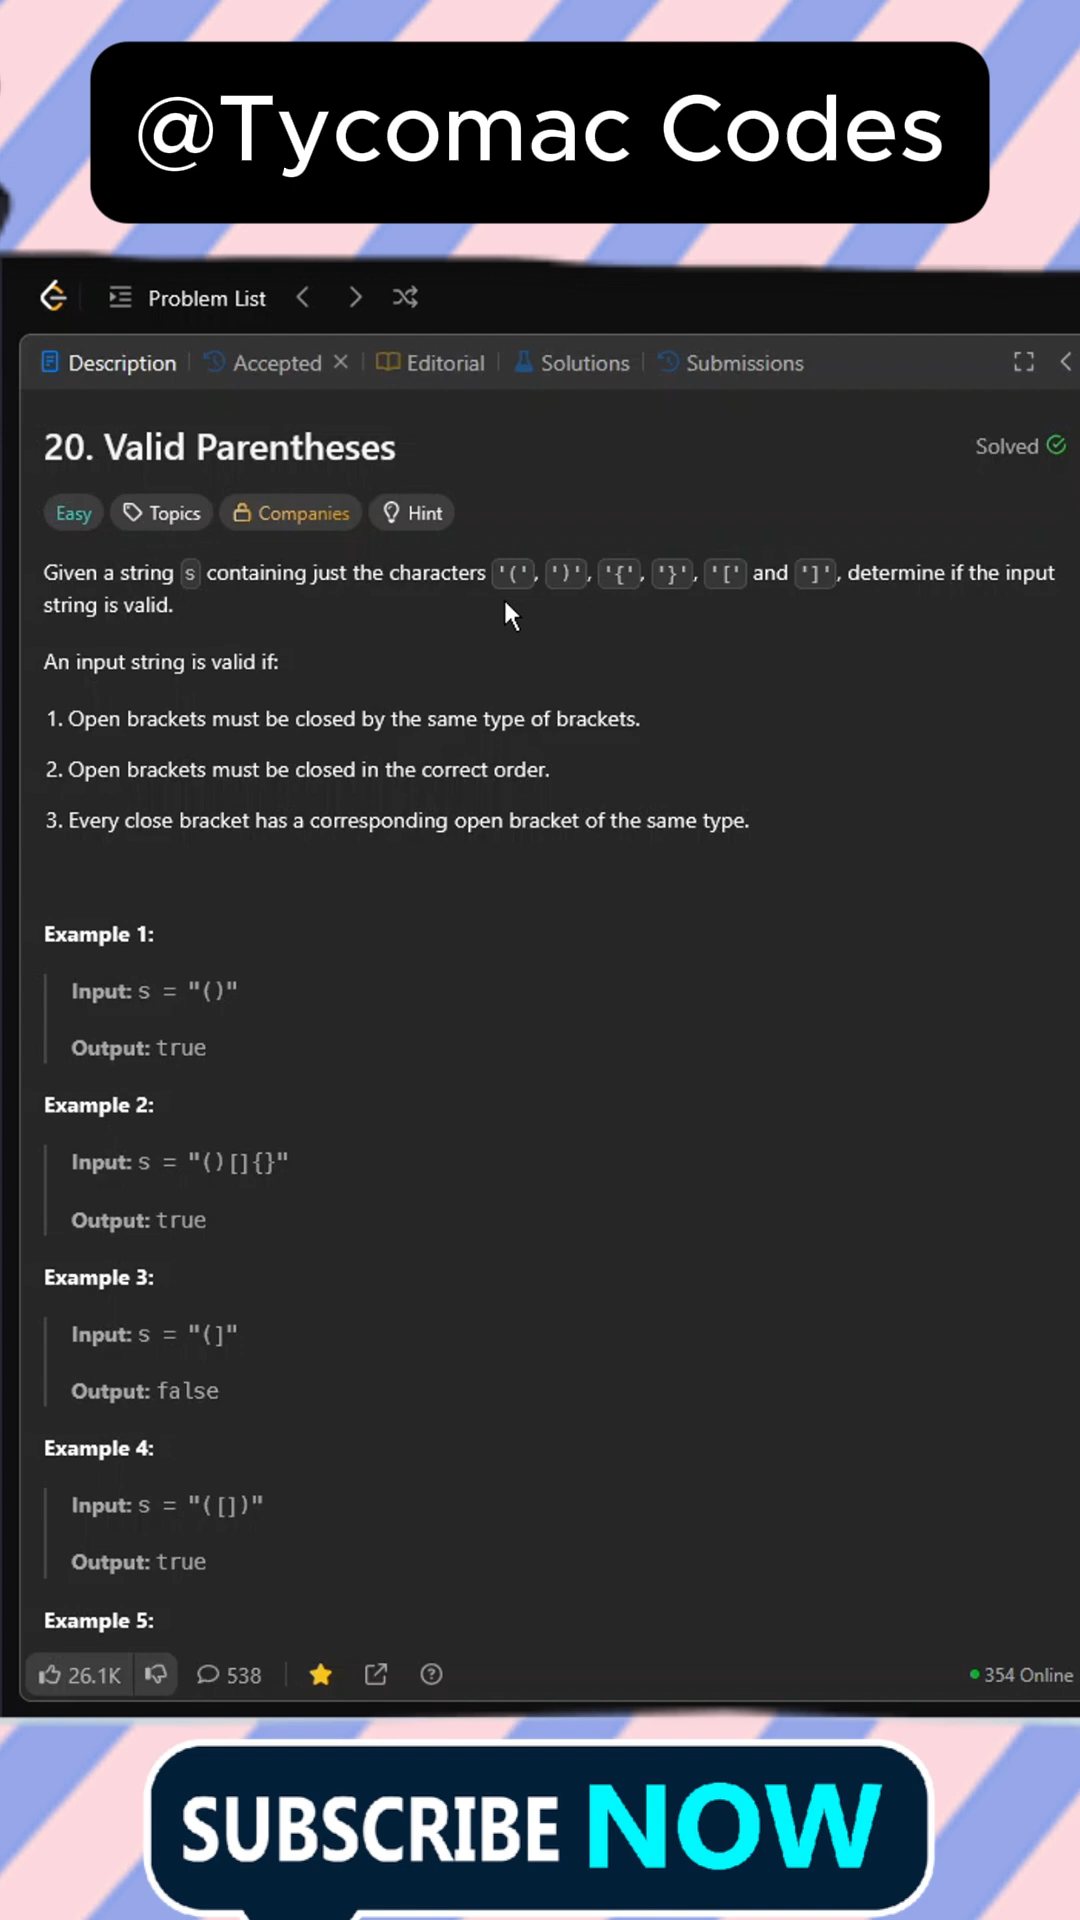 @Tycomac Codes
Problem List
Description
Accepted
Editorial
Solutions
Submissions
20. Valid Parentheses
Solved
Easy
Topics
Companies
Hint
Given a string s containing just the characters '(', ')', '{', '}', '[' and ']', determine if the input
string is valid.
An input string is valid if:
1. Open brackets must be closed by the same type of brackets.
2. Open brackets must be closed in the correct order.
3. Every close bracket has a corresponding open bracket of the same type.
Example 1:
Input: s = "()"
Output: true
Example 2:
Input: s = "()[]{}"
Output: true
Example 3:
Input: s = "(]"
Output: false
Example 4:
Input: s = "([])"
Output: true
Example 5:
26.1K
538
354 Online
SUBSCRIBE NOW